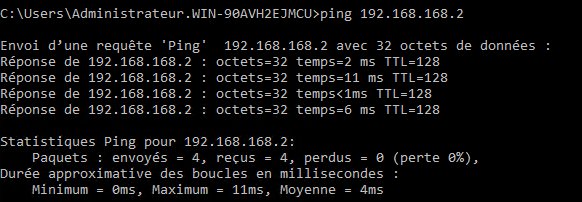 C:\Users\Administrateur.WIN-90AVH2EJMCU>ping 192.168.168.2
Envoi d’une requête 'Ping'  192.168.168.2 avec 32 octets de données :
Réponse de 192.168.168.2 : octets=32 temps=2 ms TTL=128
Réponse de 192.168.168.2 : octets=32 temps=11 ms TTL=128
Réponse de 192.168.168.2 : octets=32 temps<1ms TTL=128
Réponse de 192.168.168.2 : octets=32 temps=6 ms TTL=128
Statistiques Ping pour 192.168.168.2:
    Paquets : envoyés = 4, reçus = 4, perdus = 0 (perte 0%),
Durée approximative des boucles en millisecondes :
    Minimum = 0ms, Maximum = 11ms, Moyenne = 4ms